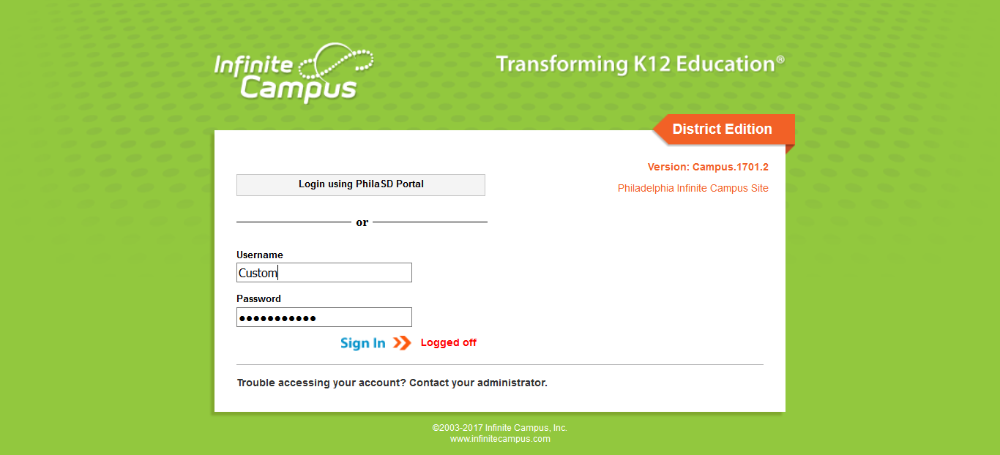 Infinite Campus
Transforming K12 Education®
District Edition
Version: Campus.1701.2
Philadelphia Infinite Campus Site
Login using PhilaSD Portal
or
Username
Custom
Password
●●●●●●●●●●●
Sign In
Logged off
Trouble accessing your account? Contact your administrator.
©2003-2017 Infinite Campus, Inc.
www.infinitecampus.com